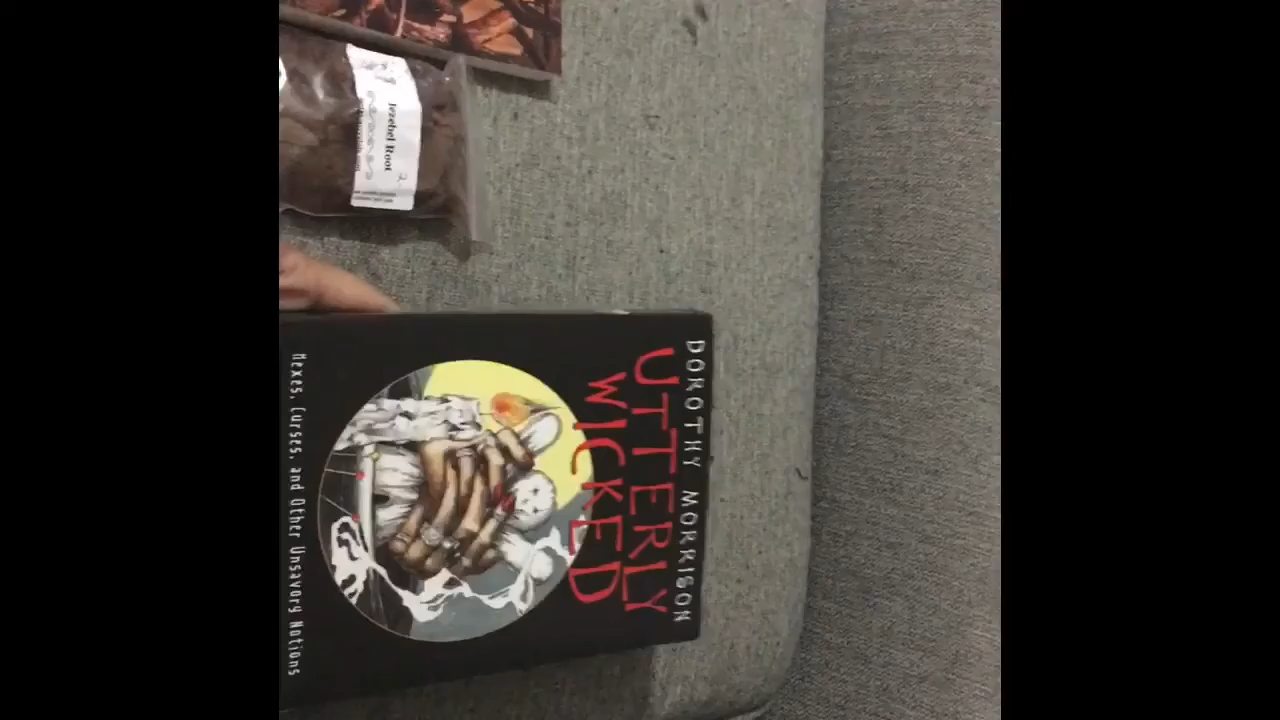 Jezebel Root
DOROTHY MORRISON
UTTERLY
WICKED
Hexes, Curses, and Other Unsavory Notions